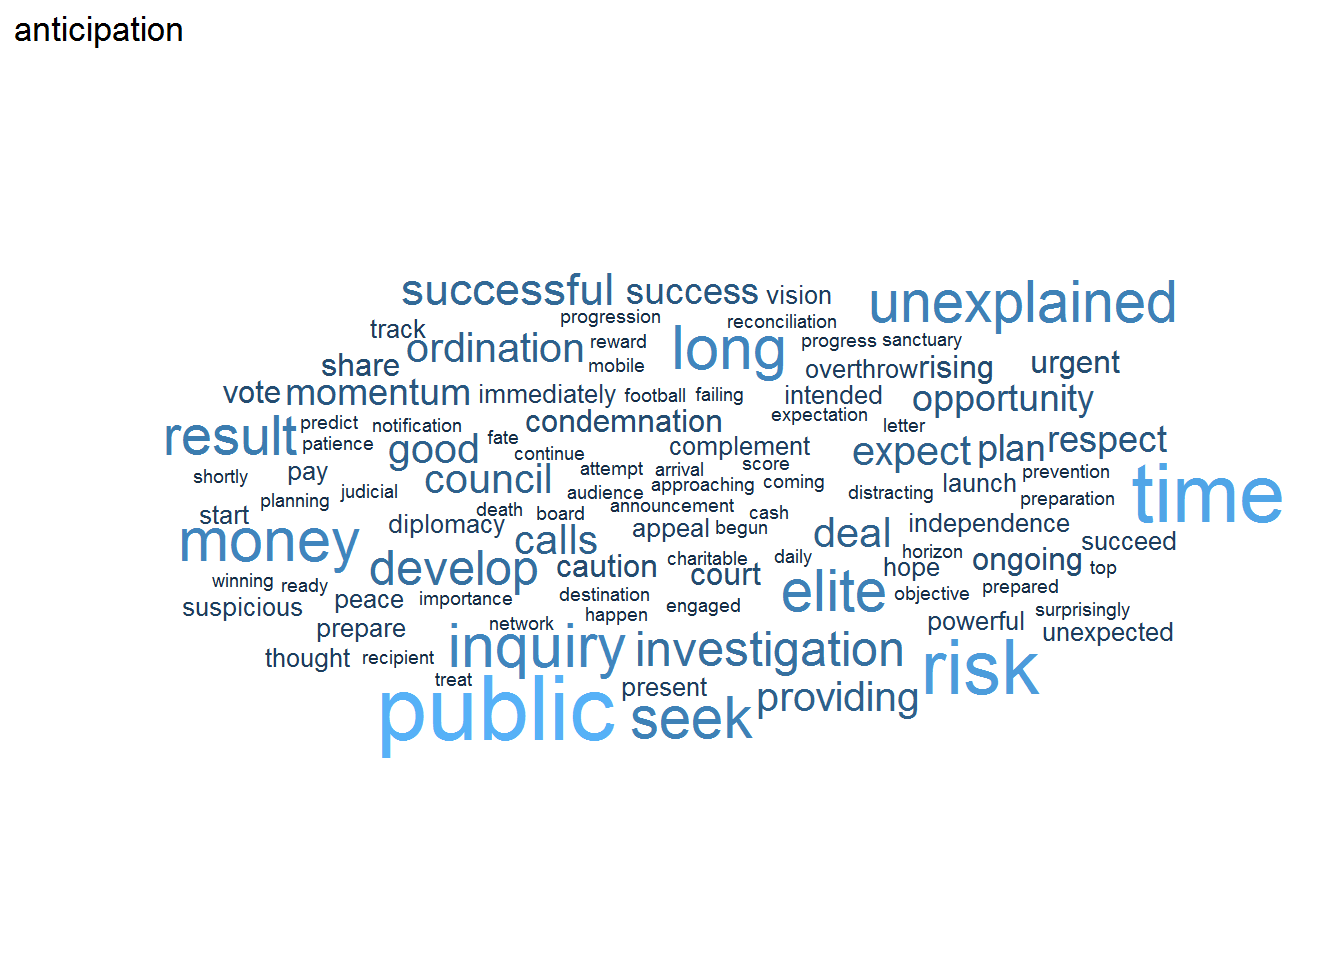 anticipation
successful success vision unexplained
progression reconciliation
track ordination reward long progress sanctuary
share mobile overthrow rising urgent
vote momentum immediately football failing intended opportunity
predict notification condemnation expectation letter
result patience good fate continue complement expect plan respect
shortly pay council attempt arrival score prevention
planning judicial audience approaching coming distracting launch preparation time
start death board announcement cash
money diplomacy calls appeal begun deal independence succeed
develop caution charitable daily horizon hope ongoing top
winning ready court elite objective prepared
suspicious peace importance destination engaged surprisingly
prepare network happen powerful unexpected
thought recipient inquiry investigation risk
treat present providing
public seek